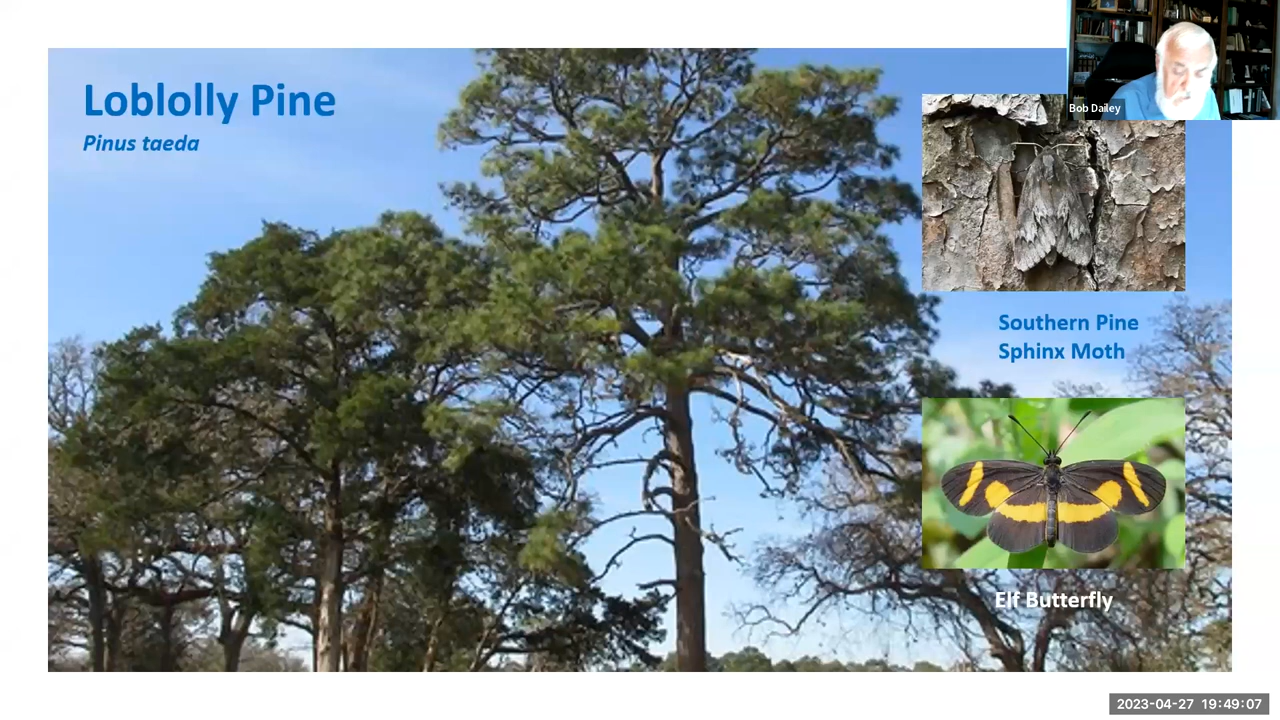 Loblolly Pine
Pinus taeda
Bob Dailey
Southern Pine
Sphinx Moth
Elf Butterfly
2023-04-27 19:49:07